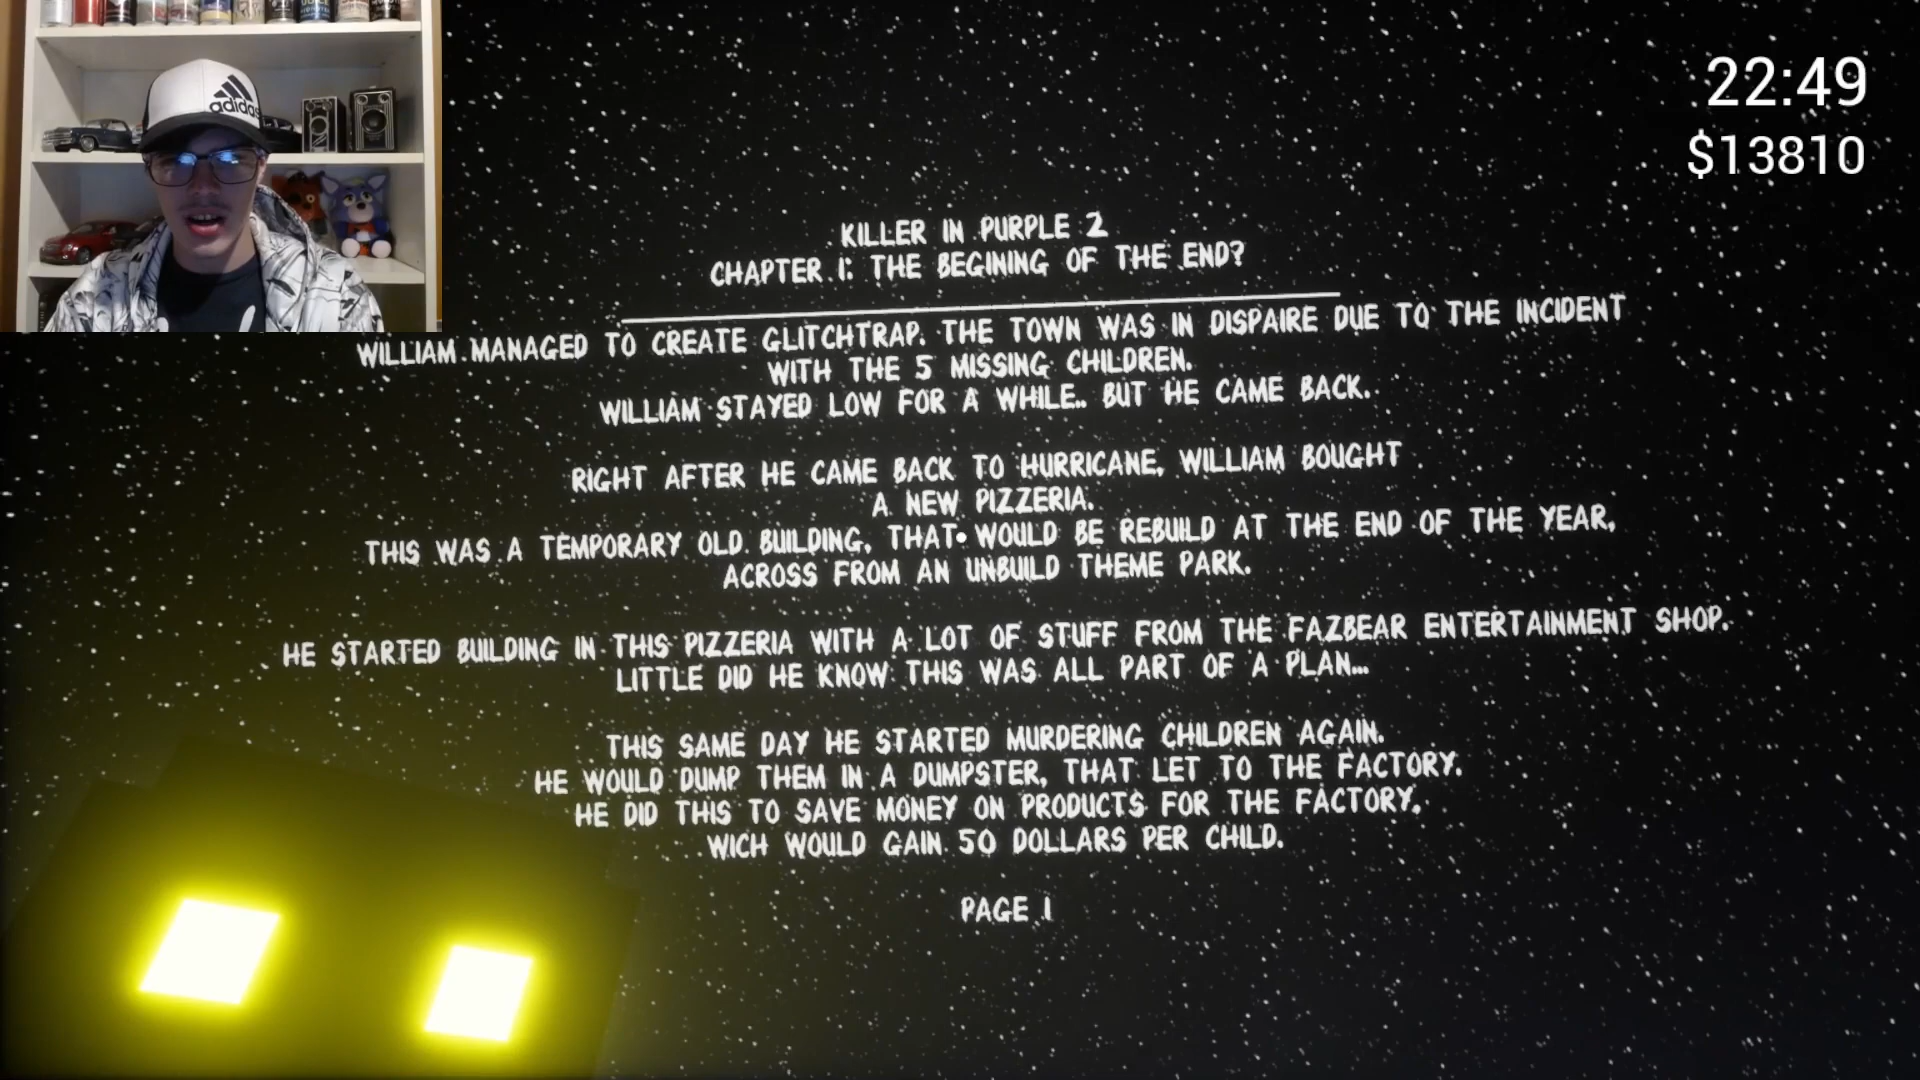 adidas
22:49
$13810
KILLER IN PURPLE 2
CHAPTER 1: THE BEGINING OF THE END?
WILLIAM MANAGED TO CREATE GLITCHTRAP. THE TOWN WAS IN DISPAIRE DUE TO THE INCIDENT
WITH THE 5 MISSING CHILDREN.
WILLIAM STAYED LOW FOR A WHILE.. BUT HE CAME BACK.
RIGHT AFTER HE CAME BACK TO HURRICANE, WILLIAM BOUGHT
A NEW PIZZERIA.
THIS WAS A TEMPORARY OLD BUILDING, THAT WOULD BE REBUILD AT THE END OF THE YEAR,
ACROSS FROM AN UNBUILD THEME PARK.
HE STARTED BUILDING IN THIS PIZZERIA WITH A LOT OF STUFF FROM THE FAZBEAR ENTERTAINMENT SHOP.
LITTLE DID HE KNOW THIS WAS ALL PART OF A PLAN...
THIS SAME DAY HE STARTED MURDERING CHILDREN AGAIN.
HE WOULD DUMP THEM IN A DUMPSTER, THAT LET TO THE FACTORY.
HE DID THIS TO SAVE MONEY ON PRODUCTS FOR THE FACTORY,
WICH WOULD GAIN 50 DOLLARS PER CHILD.
PAGE 1